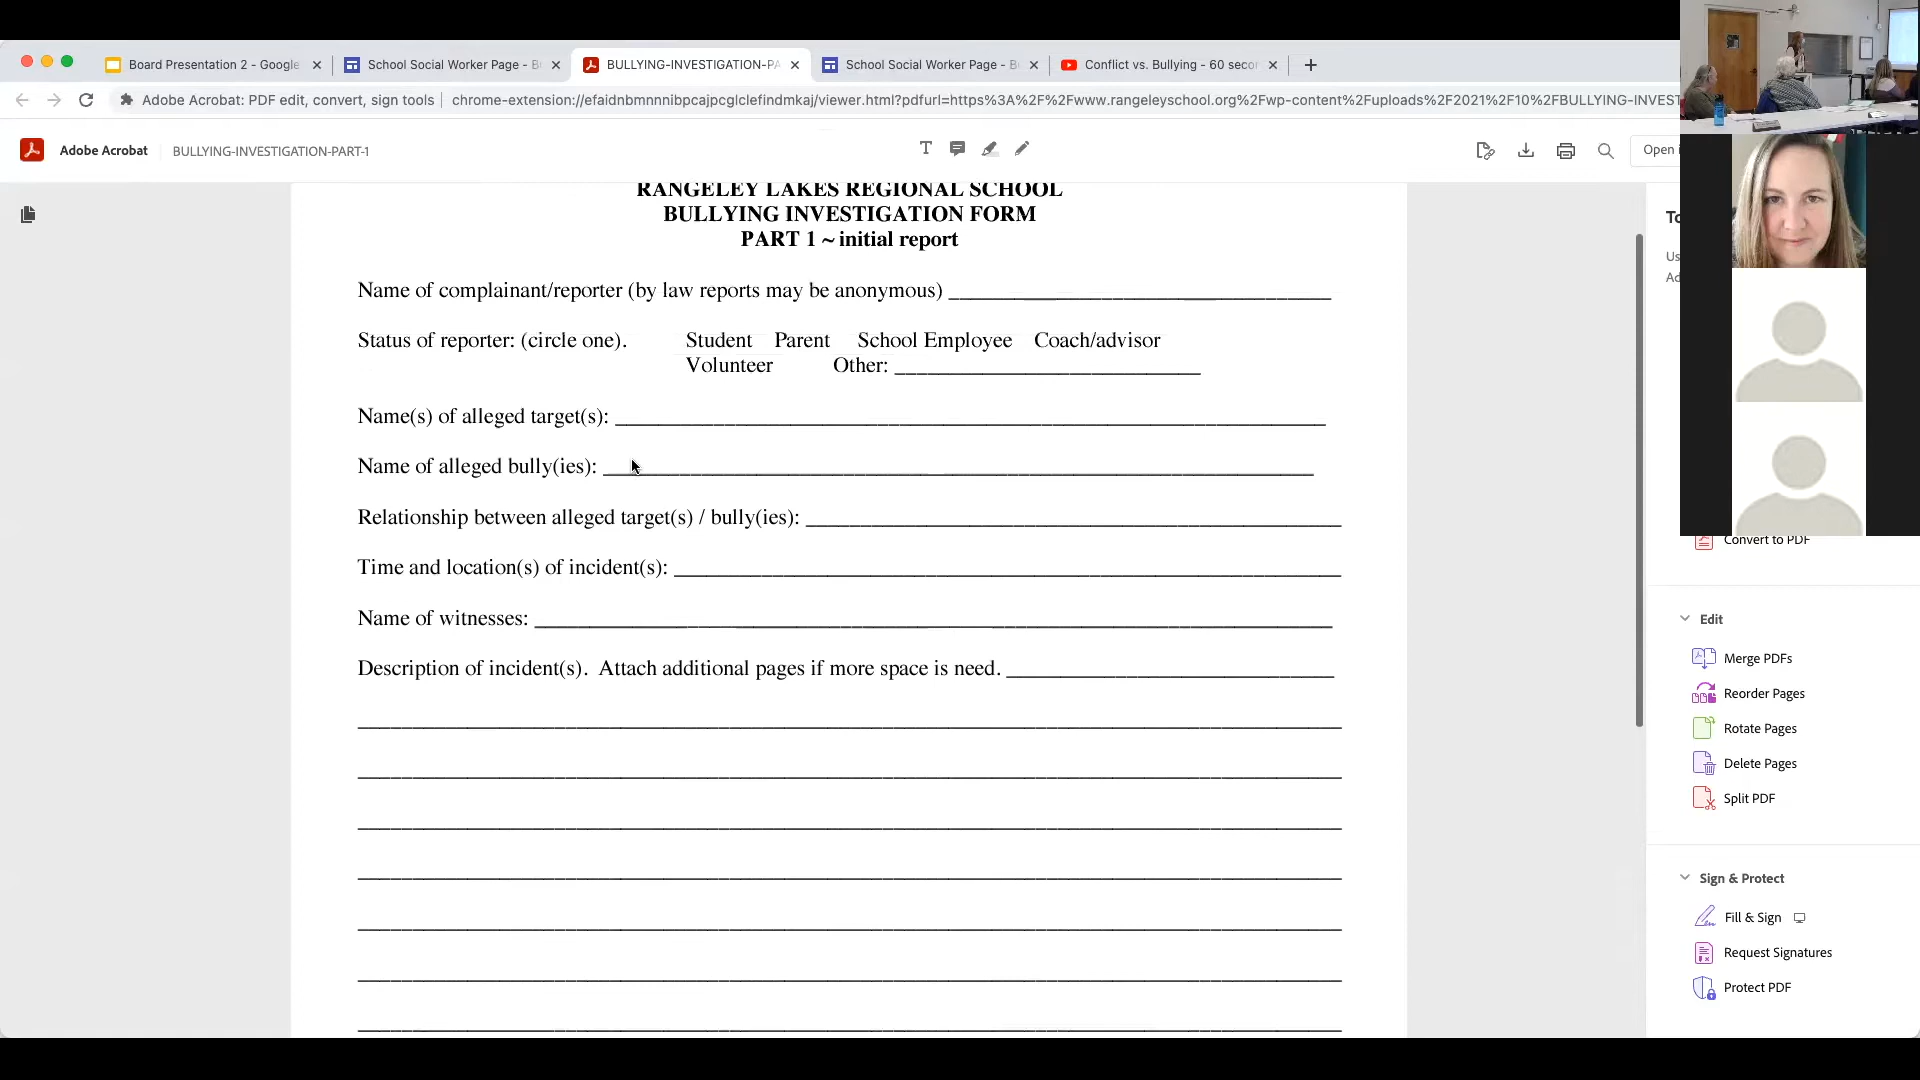 Board Presentation 2 - Google
School Social Worker Page - B
BULLYING-INVESTIGATION-PA
School Social Worker Page - B
Conflict vs. Bullying - 60 secon
Adobe Acrobat: PDF edit, convert, sign tools
chrome-extension://efaidnbmnnnibpcajpcglclefindmkaj/viewer.html?pdfurl=https%3A%2F%2Fwww.rangeleyschool.org%2Fwp-content%2Fuploads%2F2021%2F10%2FBULLYING-INVEST
Adobe Acrobat
BULLYING-INVESTIGATION-PART-1
Open i
RANGELEY LAKES REGIONAL SCHOOL
BULLYING INVESTIGATION FORM
PART 1 ~ initial report
Name of complainant/reporter (by law reports may be anonymous)
Status of reporter: (circle one). Student Parent School Employee Coach/advisor
Volunteer Other:
Name(s) of alleged target(s):
Name of alleged bully(ies):
Relationship between alleged target(s) / bully(ies):
Time and location(s) of incident(s):
Name of witnesses:
Description of incident(s). Attach additional pages if more space is need.
Convert to PDF
Edit
Merge PDFs
Reorder Pages
Rotate Pages
Delete Pages
Split PDF
Sign & Protect
Fill & Sign
Request Signatures
Protect PDF